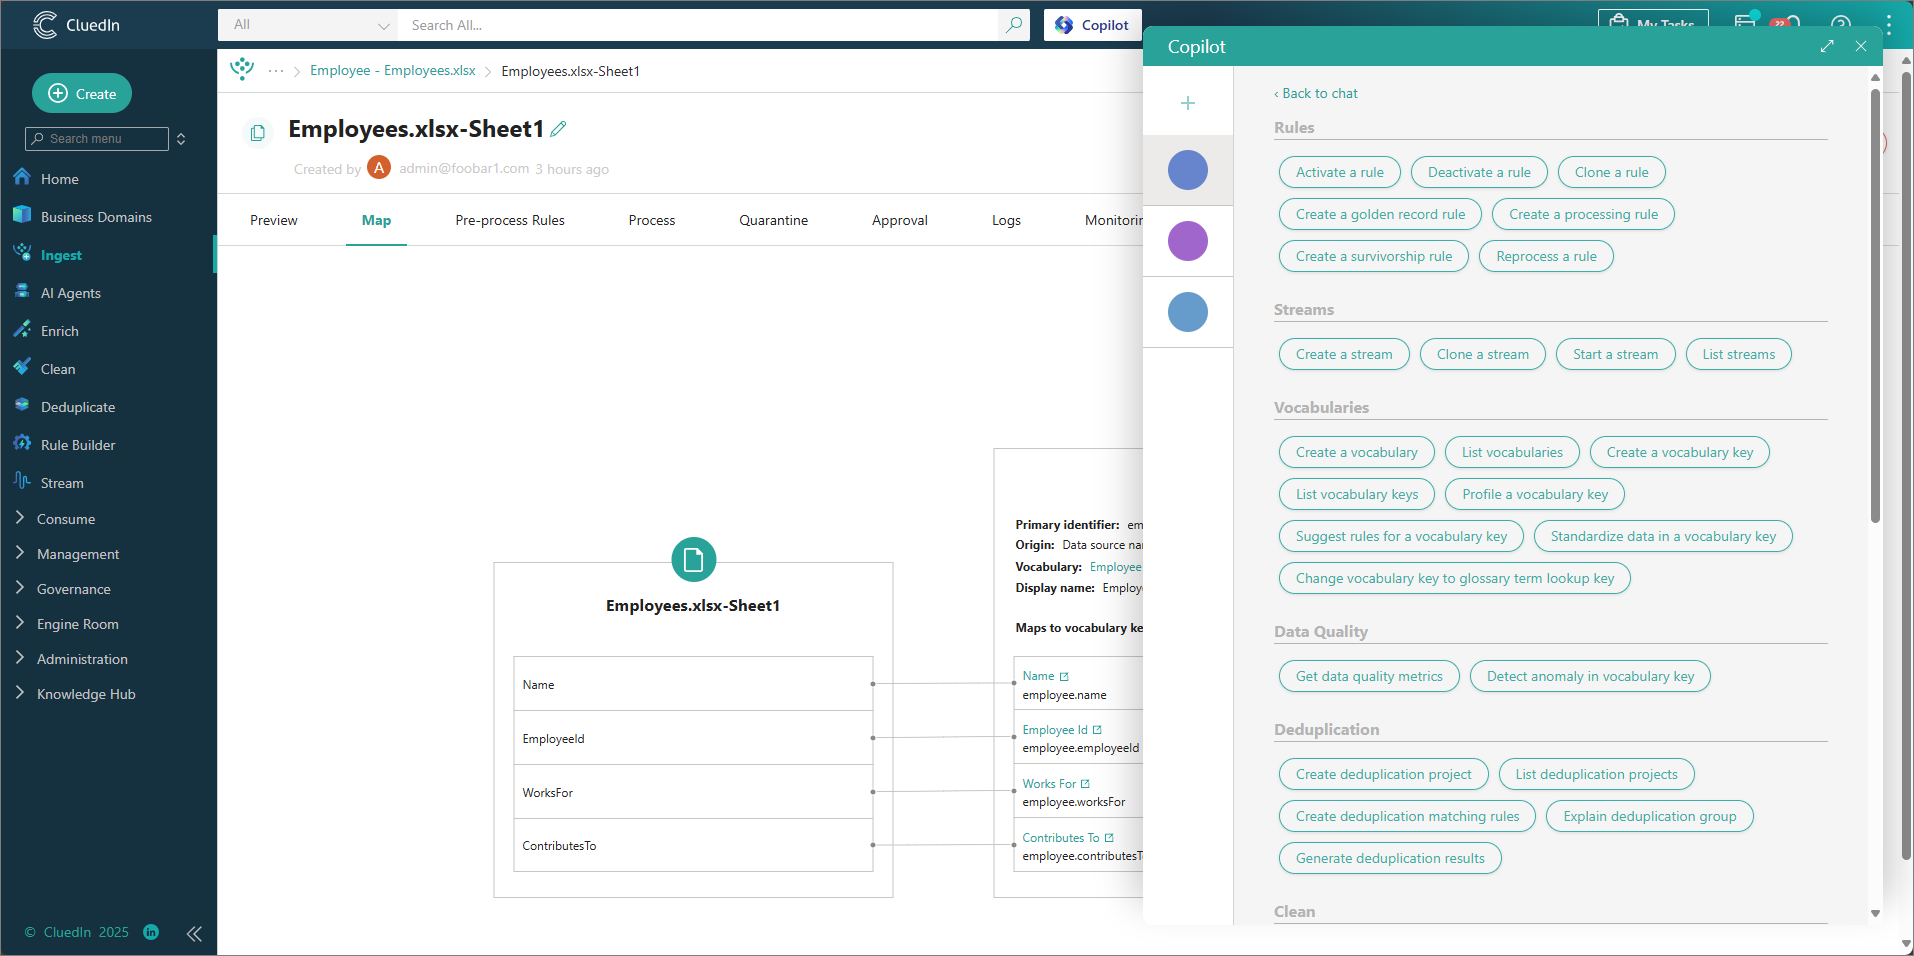 CluedIn
All
Search All...
Copilot
My Tasks
22
Create
Search menu
Home
Business Domains
Ingest
AI Agents
Enrich
Clean
Deduplicate
Rule Builder
Stream
Consume
Management
Governance
Engine Room
Administration
Knowledge Hub
© CluedIn 2025
in
··· Employee - Employees.xlsx Employees.xlsx-Sheet1
Employees.xlsx-Sheet1
Created by A admin@foobar1.com 3 hours ago
Preview Map Pre-process Rules Process Quarantine Approval Logs
Employees.xlsx-Sheet1
Name
EmployeeId
WorksFor
ContributesTo
Primary identifier:
Origin: Data source
Vocabulary: Employee
Display name:
Maps to vocabulary
Name
employee.name
Employee Id
employee.employeeId
Works For
employee.worksFor
Contributes To
Copilot
‹ Back to chat
Rules
Activate a rule Deactivate a rule Clone a rule
Create a golden record rule Create a processing rule
Create a survivorship rule Reprocess a rule
Streams
Create a stream Clone a stream Start a stream List streams
Vocabularies
Create a vocabulary List vocabularies Create a vocabulary key
List vocabulary keys Profile a vocabulary key
Suggest rules for a vocabulary key Standardize data in a vocabulary key
Change vocabulary key to glossary term lookup key
Data Quality
Get data quality metrics Detect anomaly in vocabulary key
Deduplication
Create deduplication project List deduplication projects
Create deduplication matching rules Explain deduplication group
Generate deduplication results
Clean